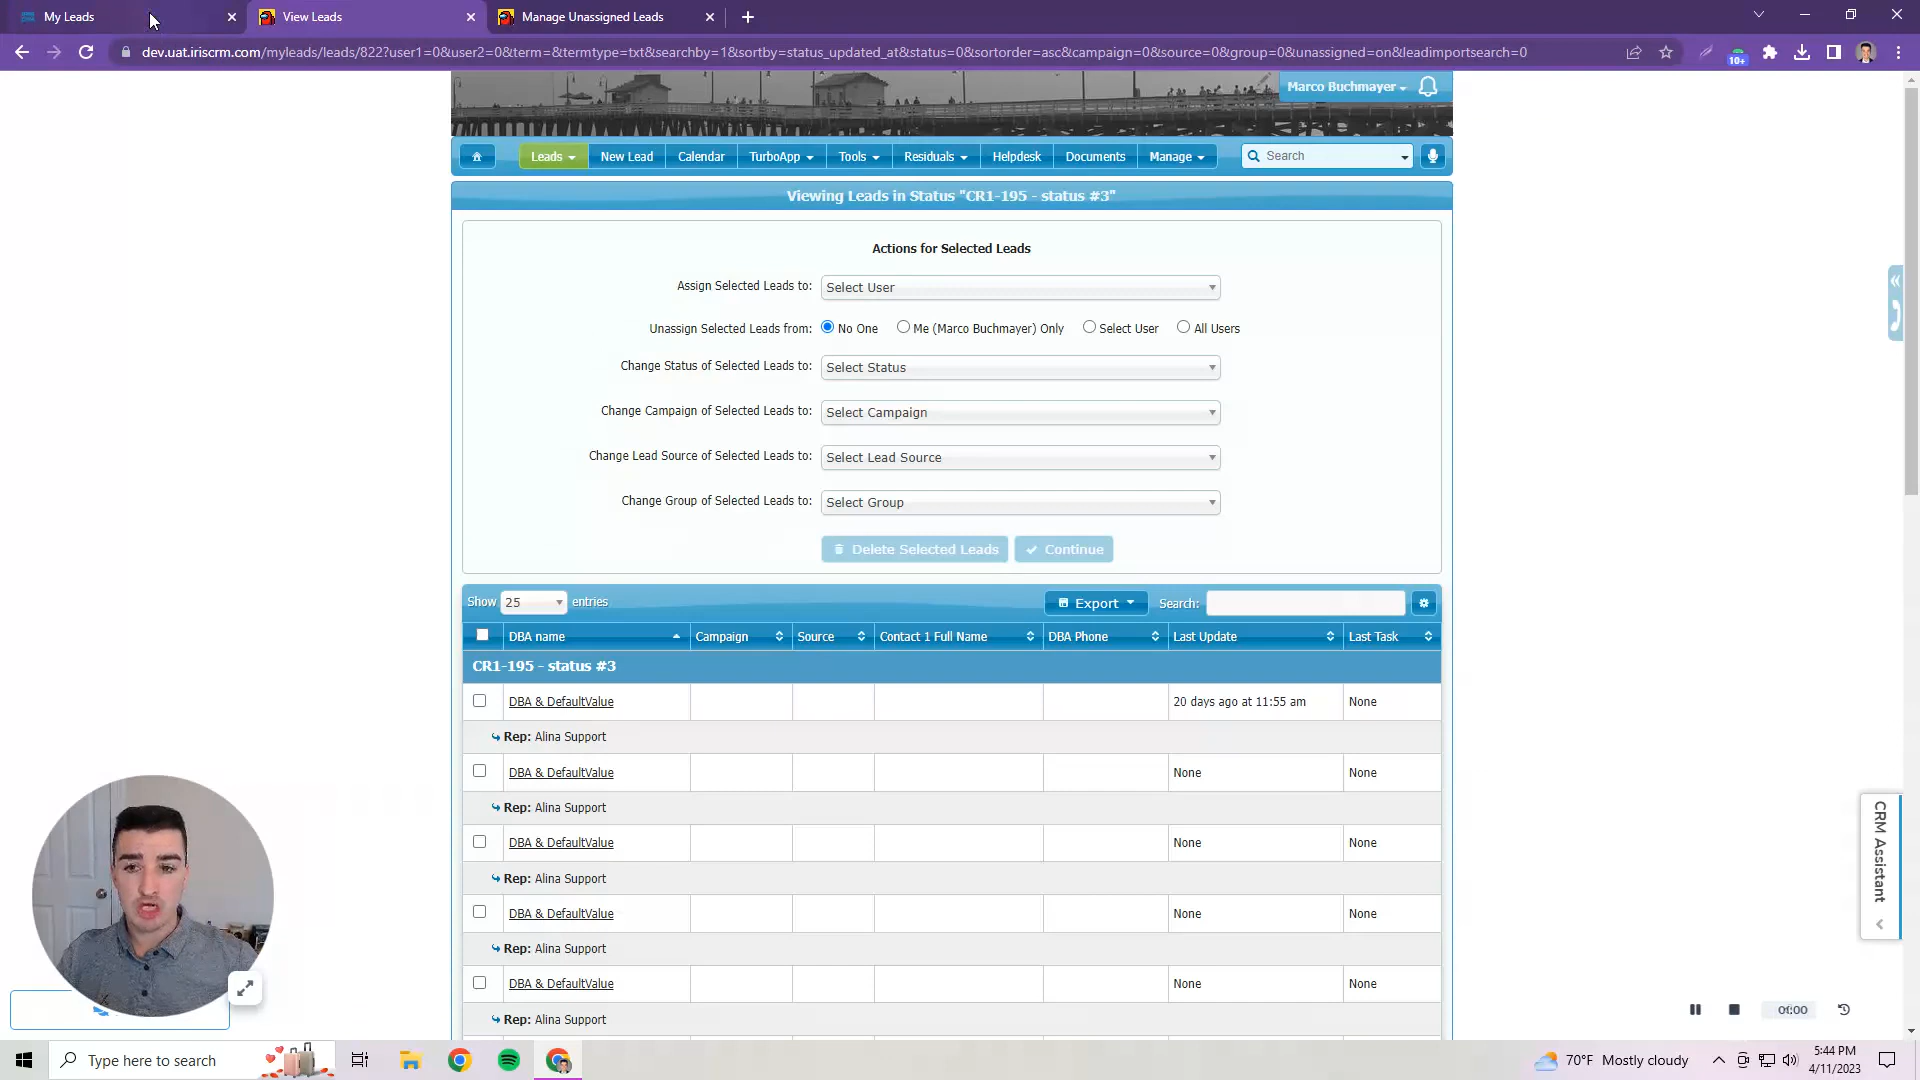 My Leads
View Leads
Manage Unassigned Leads
dev.uat.iriscrm.com/myleads/leads/822?user1=0&user2=0&term=&termtype=txt&searchby=1&sortby=status_updated_at&status=0&sortorder=asc&campaign=0&source=0&group=0&unassigned=on&leadimportsearch=0
10+
Marco Buchmayer
Leads New Lead Calendar TurboApp Tools Residuals Helpdesk Documents Manage Search
Viewing Leads in Status "CR1-195 - status #3"
Actions for Selected Leads
Assign Selected Leads to: Select User
Unassign Selected Leads from: No One Me (Marco Buchmayer) Only Select User All Users
Change Status of Selected Leads to: Select Status
Change Campaign of Selected Leads to: Select Campaign
Change Lead Source of Selected Leads to: Select Lead Source
Change Group of Selected Leads to: Select Group
Delete Selected Leads Continue
Show 25 entries Export Search:
DBA name Campaign Source Contact 1 Full Name DBA Phone Last Update Last Task
CR1-195 - status #3
DBA & DefaultValue 20 days ago at 11:55 am None
Rep: Alina Support
DBA & DefaultValue None None
Rep: Alina Support
DBA & DefaultValue None None
Rep: Alina Support
DBA & DefaultValue None None
Rep: Alina Support
DBA & DefaultValue None None
Rep: Alina Support
CRM Assistant
Type here to search
70°F Mostly cloudy
5:44 PM
4/11/2023